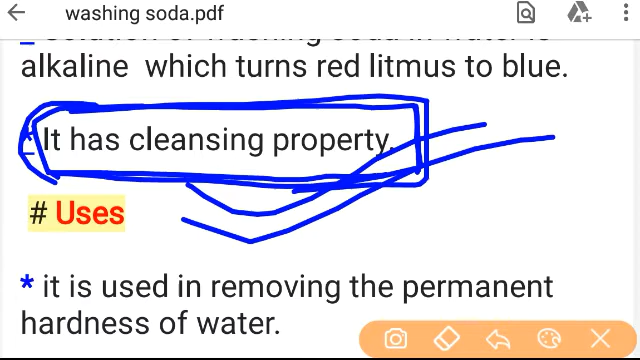 washing soda.pdf
alkaline which turns red litmus to blue.
* It has cleansing property.
# Uses
* it is used in removing the permanent
hardness of water.